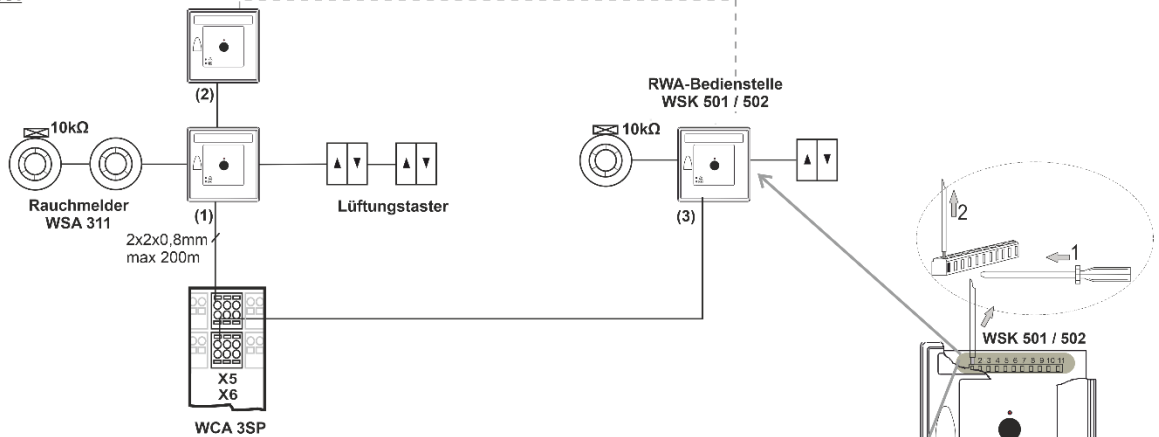 (2)
10kΩ
Rauchmelder
WSA 311
(1)
2x2x0,8mm
max 200m
Lüftungstaster
X5
X6
WCA 3SP
RWA-Bedienstelle
WSK 501 / 502
10kΩ
(3)
2
1
WSK 501 / 502
2 3 4 5 6 7 8 9 10 11